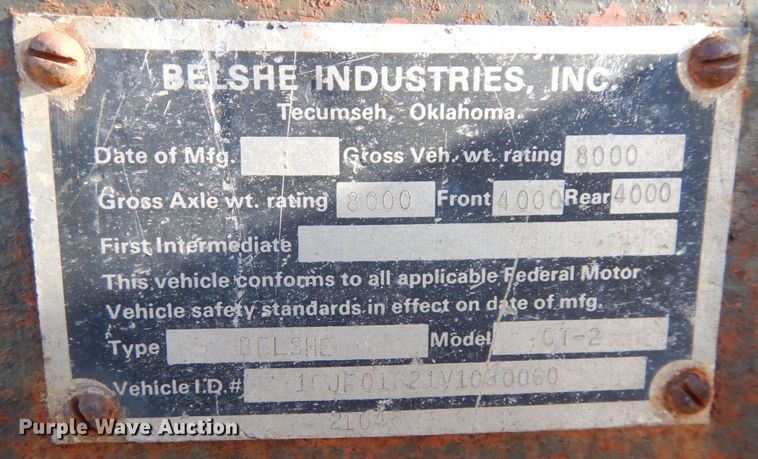 BELSHE INDUSTRIES, INC.
Tecumseh, Oklahoma.
Date of Mfg. Gross Veh. wt. rating 8000
Gross Axle wt. rating 8000 Front 4000 Rear 4000
First Intermediate
This vehicle conforms to all applicable Federal Motor
Vehicle safety standards in effect on date of mfg.
Type BELSHE Model
Vehicle I.D.#
Purple Wave Auction